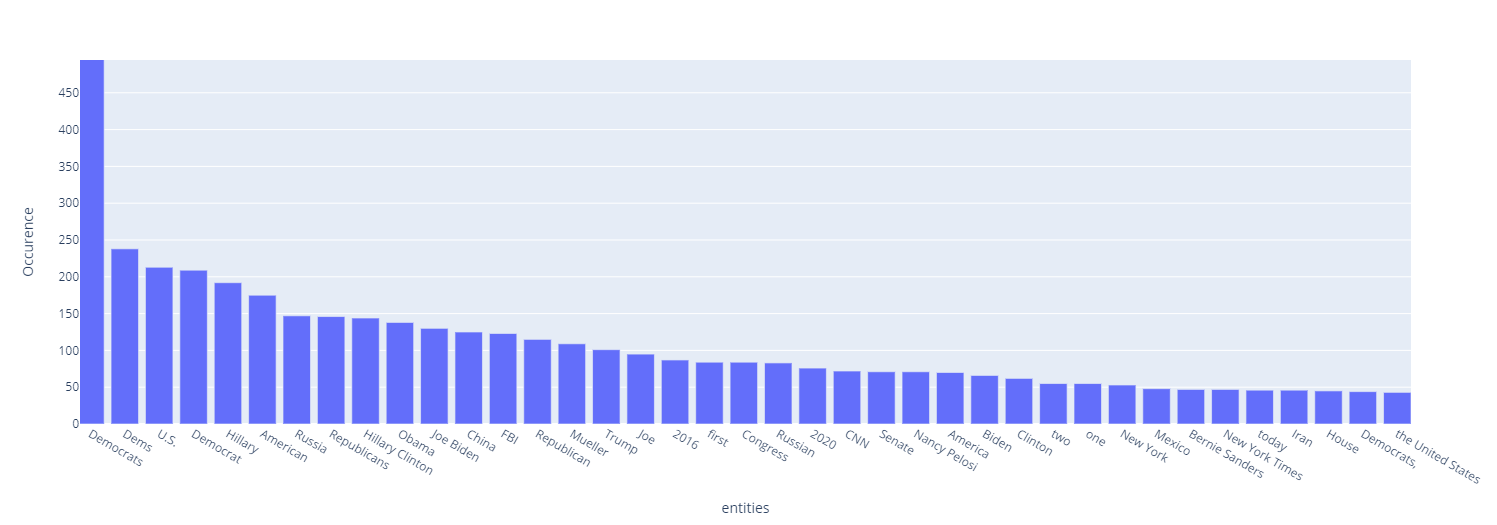 Occurence
450
400
350
300
250
200
150
100
50
0
Democrats
Dems
U.S.
Democrat
Hillary
American
Russia
Republicans
Hillary Clinton
Obama
Joe Biden
China
FBI
Republican
Mueller
Trump
Joe
2016
first
Congress
Russian
2020
CNN
Senate
Nancy Pelosi
America
Biden
Clinton
two
one
New York
Mexico
Bernie Sanders
New York Times
today
Iran
House
Democrats,
the United States
entities